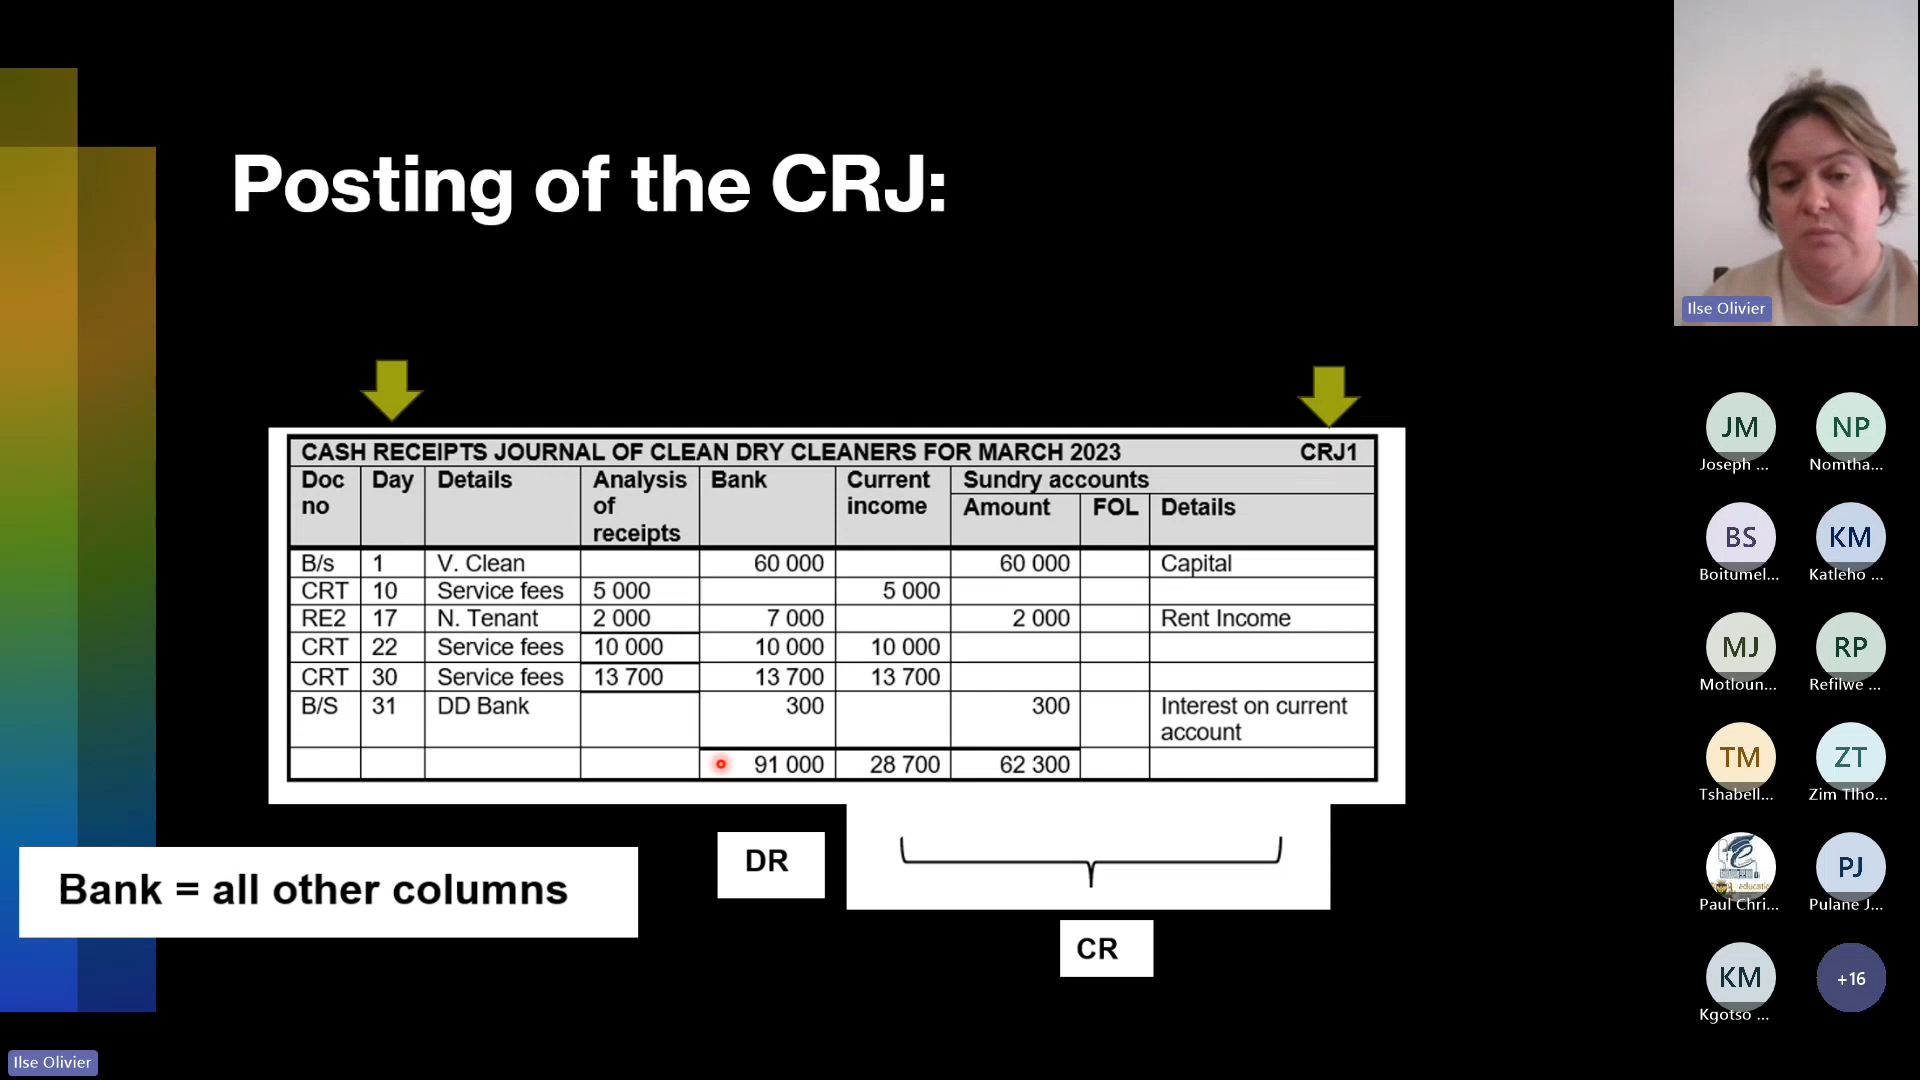 Posting of the CRJ:
CASH RECEIPTS JOURNAL OF CLEAN DRY CLEANERS FOR MARCH 2023 CRJ1
Doc no Day Details Analysis of receipts Bank Current income Sundry accounts
Amount FOL Details
B/s 1 V. Clean 60 000 60 000 Capital
CRT 10 Service fees 5 000 5 000
RE2 17 N. Tenant 2 000 7 000 2 000 Rent Income
CRT 22 Service fees 10 000 10 000 10 000
CRT 30 Service fees 13 700 13 700 13 700
B/S 31 DD Bank 300 300 Interest on current account
91 000 28 700 62 300
DR
Bank = all other columns
CR
Ilse Olivier
JM NP
Joseph ... Nomtha...
BS KM
Boitumel... Katleho ...
MJ RP
Motloun... Refilwe ...
TM ZT
Tshabell... Zim Tlho...
PJ
Paul Chri... Pulane J...
KM +16
Kgotso ...
Ilse Olivier